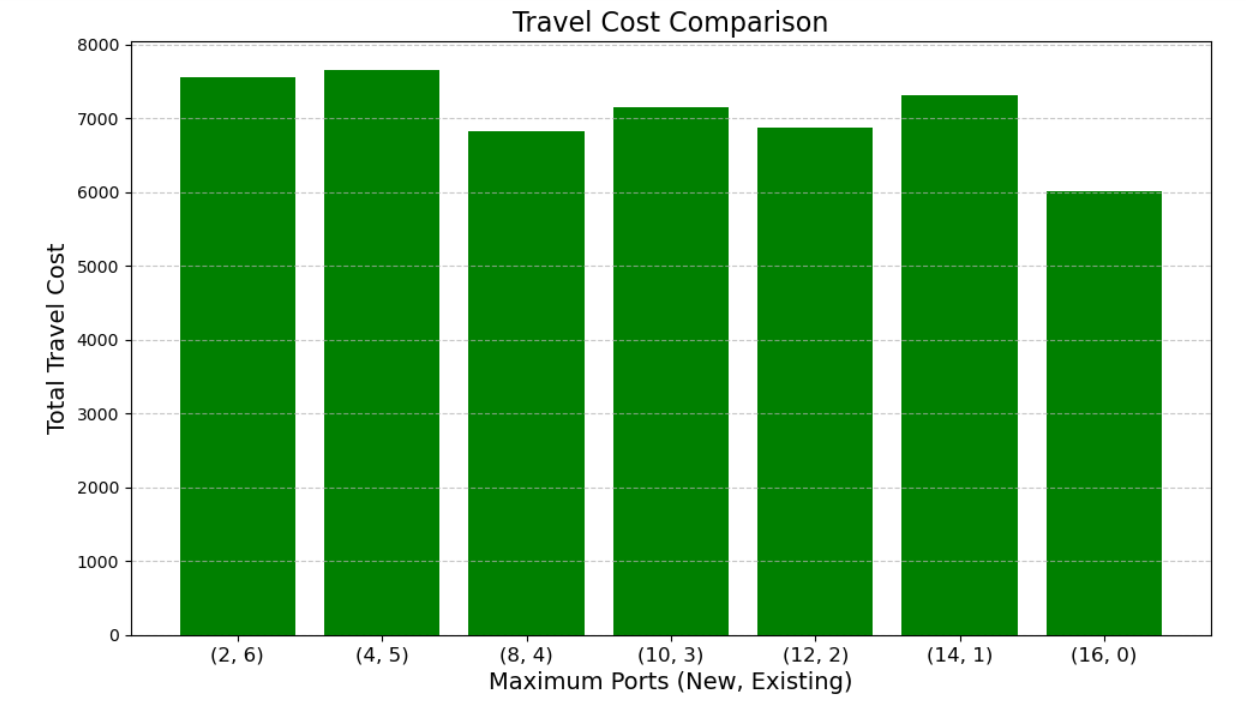 Travel Cost Comparison
Total Travel Cost
8000
7000
6000
5000
4000
3000
2000
1000
0
(2, 6) (4, 5) (8, 4) (10, 3) (12, 2) (14, 1) (16, 0)
Maximum Ports (New, Existing)